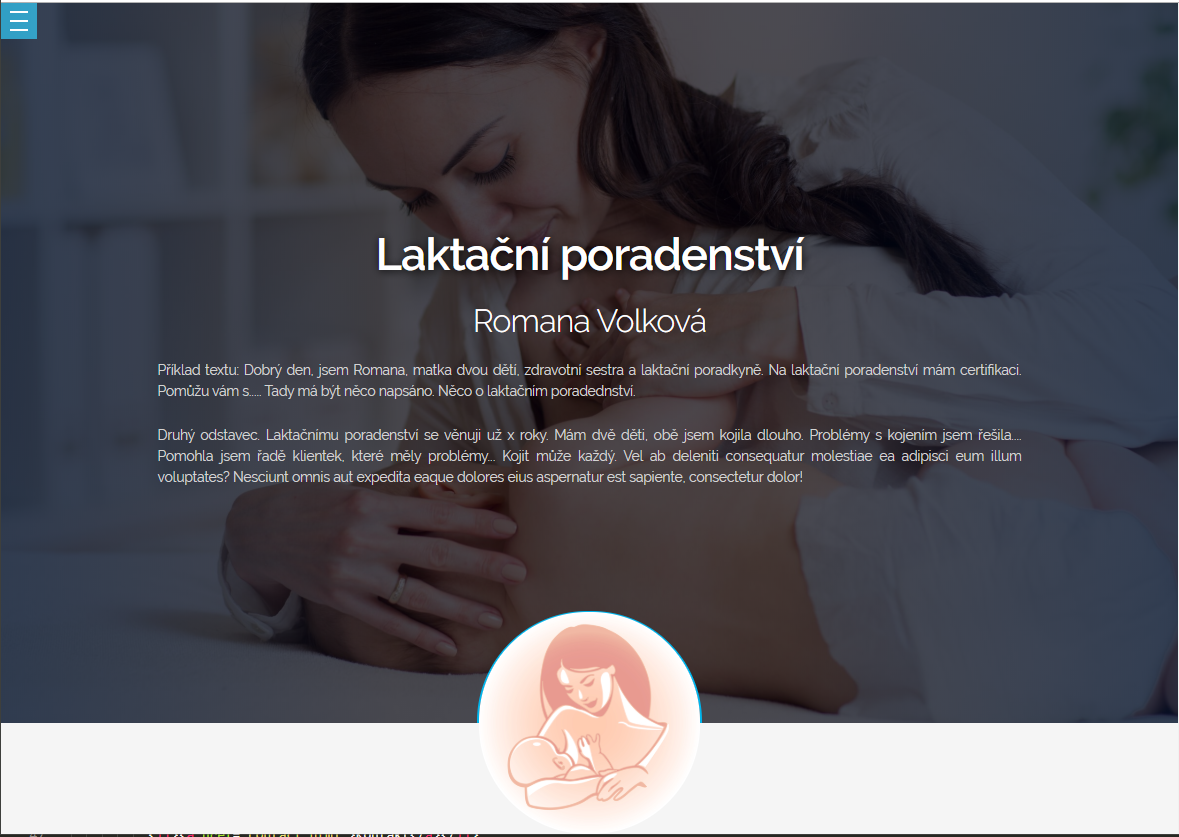 Laktační poradenství
Romana Volková
Příklad textu: Dobrý den, jsem Romana, matka dvou dětí, zdravotní sestra a laktační poradkyně. Na laktační poradenství mám certifikaci.
Pomůžu vám s..... Tady má být něco napsáno. Něco o laktačním poradednství.
Druhý odstavec. Laktačnímu poradenství se věnuji už x roky. Mám dvě děti, obě jsem kojila dlouho. Problémy s kojením jsem řešila....
Pomohla jsem řadě klientek, které měly problémy... Kojit může každý. Vel ab deleniti consequatur molestiae ea adipisci eum illum
voluptates? Nesciunt omnis aut expedita eaque dolores eius aspernatur est sapiente, consectetur dolor!